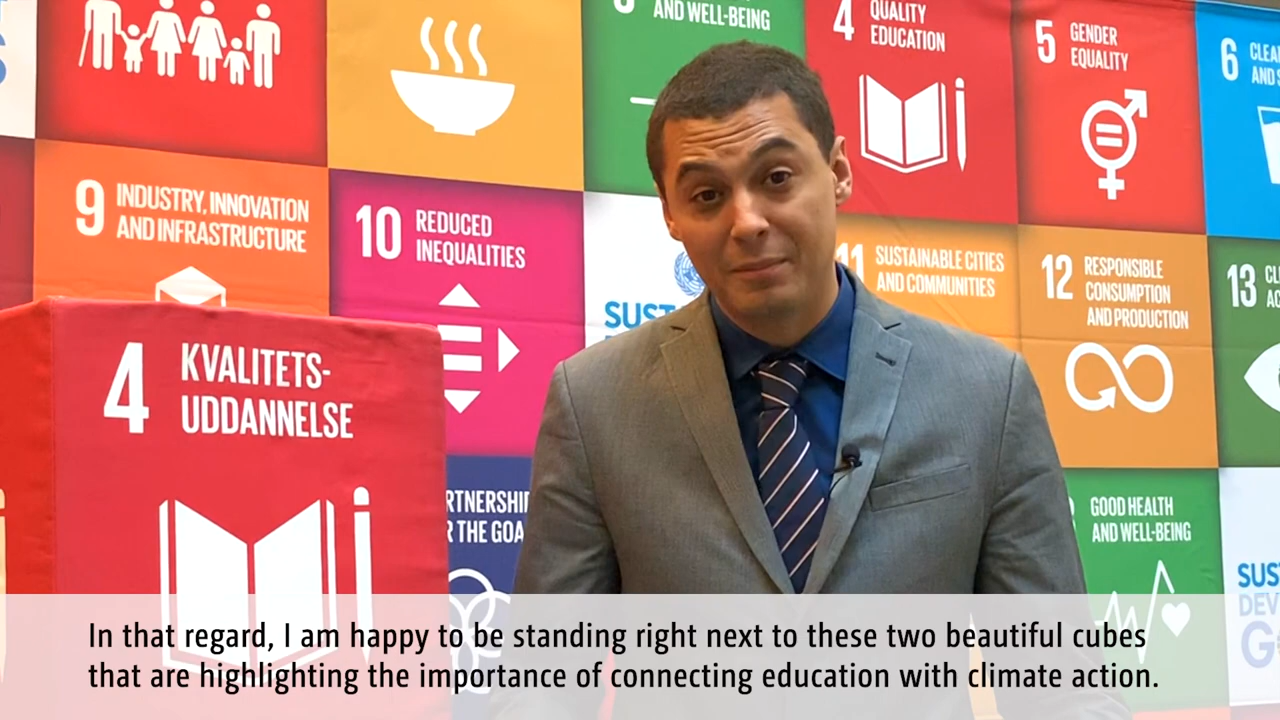 AND WELL-BEING
4 QUALITY
EDUCATION
5 GENDER
EQUALITY
6
9 INDUSTRY, INNOVATION
AND INFRASTRUCTURE
10 REDUCED
INEQUALITIES
11 SUSTAINABLE CITIES
AND COMMUNITIES
12 RESPONSIBLE
CONSUMPTION
AND PRODUCTION
13
4 KVALITETS-
UDDANNELSE
GOOD HEALTH
AND WELL-BEING
In that regard, I am happy to be standing right next to these two beautiful cubes
that are highlighting the importance of connecting education with climate action.